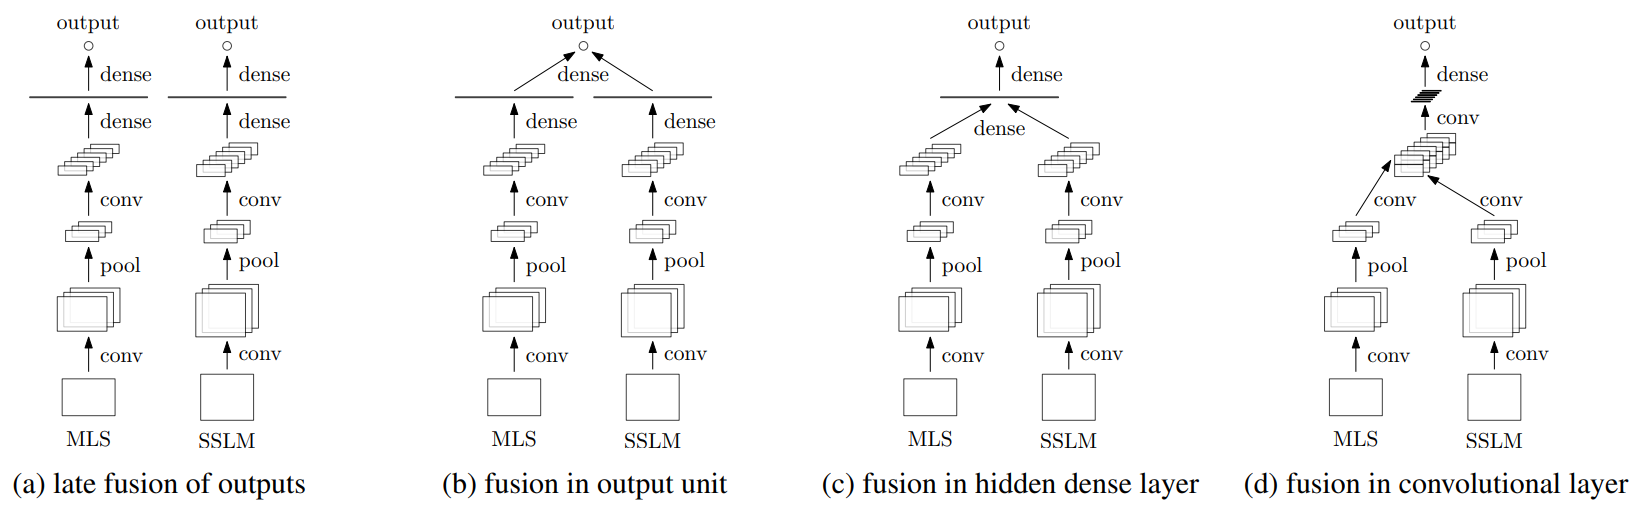 output output output output output
dense dense dense dense dense
dense dense dense dense conv
dense
conv conv conv conv conv conv conv conv
pool pool pool pool pool pool pool pool
conv conv conv conv conv conv conv conv
MLS SSLM MLS SSLM MLS SSLM MLS SSLM
(a) late fusion of outputs (b) fusion in output unit (c) fusion in hidden dense layer (d) fusion in convolutional layer